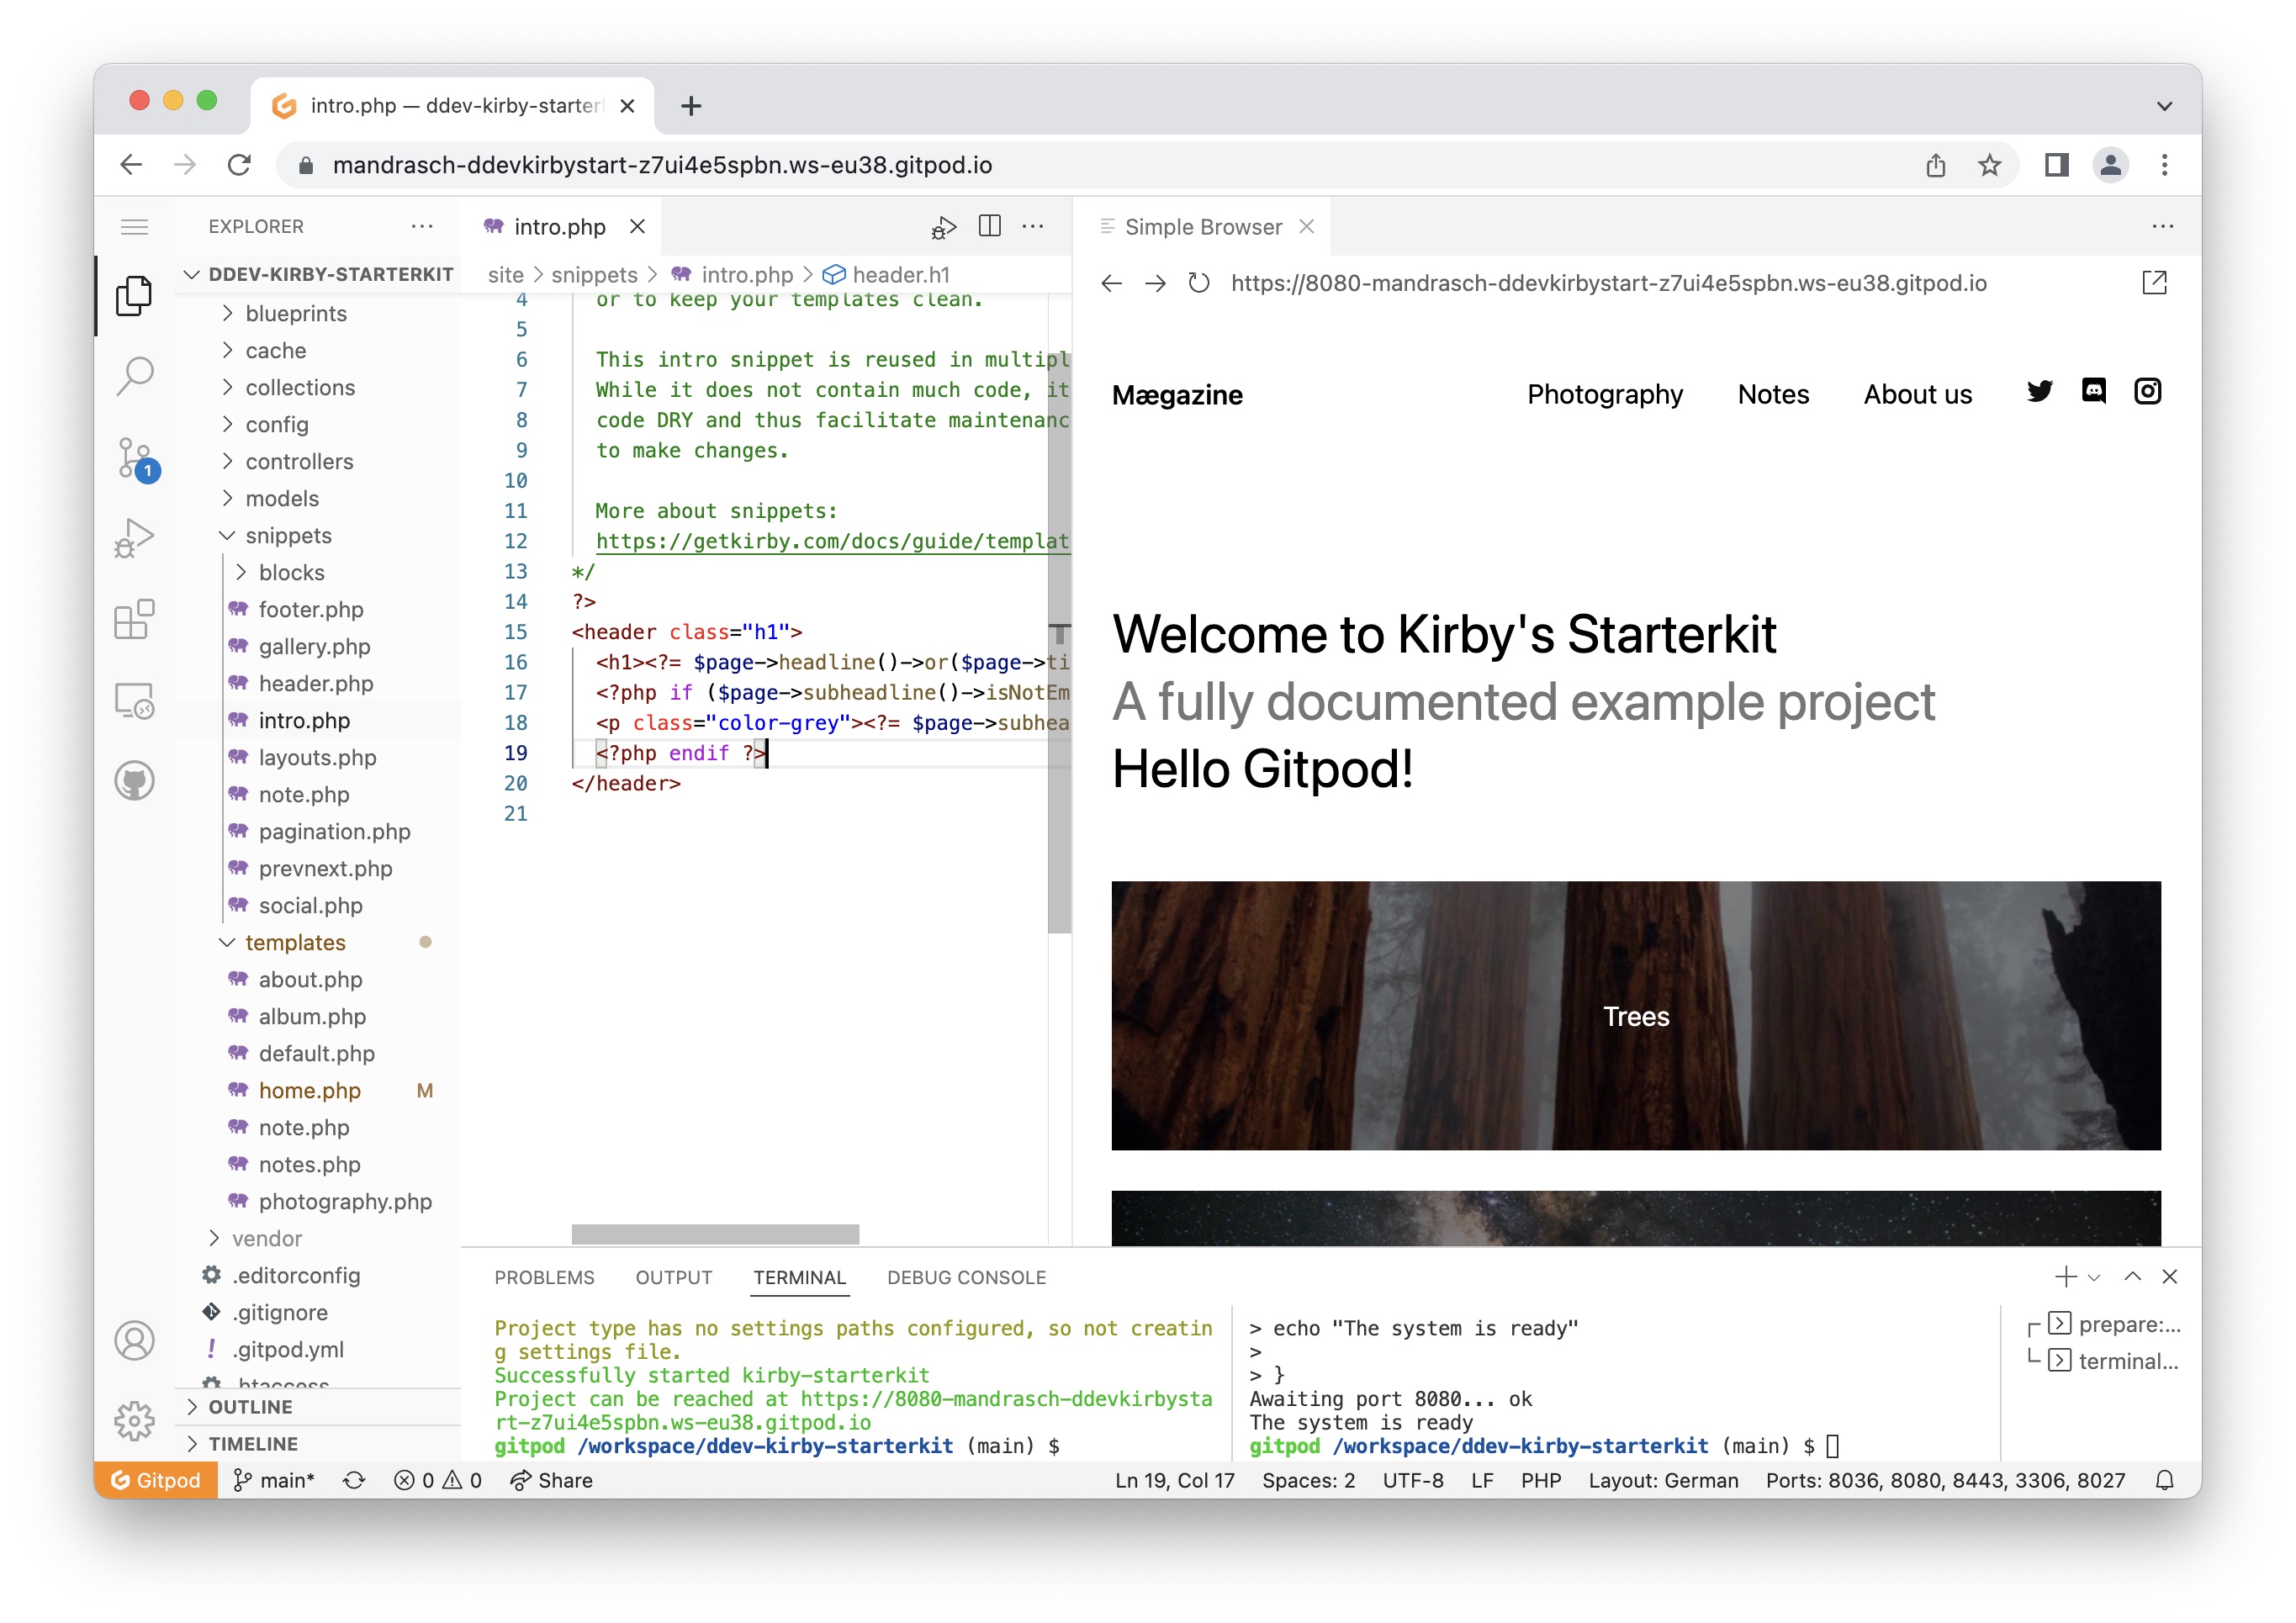 intro.php — ddev-kirby-starter
mandrasch-ddevkirbystart-z7ui4e5spbn.ws-eu38.gitpod.io
EXPLORER
DDEV-KIRBY-STARTERKIT
blueprints
cache
collections
config
controllers
models
snippets
blocks
footer.php
gallery.php
header.php
intro.php
layouts.php
note.php
pagination.php
prevnext.php
social.php
templates
about.php
album.php
default.php
home.php M
note.php
notes.php
photography.php
vendor
.editorconfig
.gitignore
.gitpod.yml
.htaccess
OUTLINE
TIMELINE
1
intro.php
site > snippets > intro.php > header.h1
4 or to keep your templates clean.
5
6 This intro snippet is reused in multipl
7 While it does not contain much code, it
8 code DRY and thus facilitate maintenanc
9 to make changes.
10
11 More about snippets:
12 https://getkirby.com/docs/guide/templat
13 */
14 ?>
15 <header class="h1">
16 <h1><?= $page->headline()->or($page->ti
17 <?php if ($page->subheadline()->isNotEm
18 <p class="color-grey"><?= $page->subhea
19 <?php endif ?>
20 </header>
21
Simple Browser
https://8080-mandrasch-ddevkirbystart-z7ui4e5spbn.ws-eu38.gitpod.io
Mægazine
Photography Notes About us
Welcome to Kirby's Starterkit
A fully documented example project
Hello Gitpod!
Trees
PROBLEMS OUTPUT TERMINAL DEBUG CONSOLE
Project type has no settings paths configured, so not creatin
g settings file.
Successfully started kirby-starterkit
Project can be reached at https://8080-mandrasch-ddevkirbysta
rt-z7ui4e5spbn.ws-eu38.gitpod.io
gitpod /workspace/ddev-kirby-starterkit (main) $
> echo "The system is ready"
>
> }
Awaiting port 8080... ok
The system is ready
gitpod /workspace/ddev-kirby-starterkit (main) $
prepare:...
terminal...
Gitpod main* 0 0 Share Ln 19, Col 17 Spaces: 2 UTF-8 LF PHP Layout: German Ports: 8036, 8080, 8443, 3306, 8027